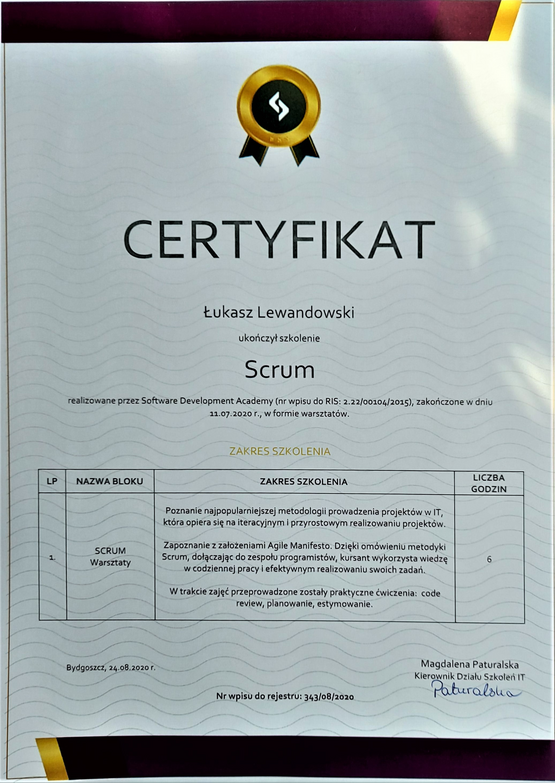 CERTYFIKAT
Łukasz Lewandowski
ukończył szkolenie
Scrum
realizowane przez Software Development Academy (nr wpisu do RIS: 2.22/00104/2015), zakończone w dniu
11.07.2020 r., w formie warsztatów.
ZAKRES SZKOLENIA
LP NAZWA BLOKU ZAKRES SZKOLENIA LICZBA GODZIN
1. SCRUM Warsztaty
Poznanie najpopularniejszej metodologii prowadzenia projektów w IT,
która opiera się na iteracyjnym i przyrostowym realizowaniu projektów.
Zapoznanie z założeniami Agile Manifesto. Dzięki omówieniu metodyki
Scrum, dołączając do zespołu programistów, kursant wykorzysta wiedzę
w codziennej pracy i efektywnym realizowaniu swoich zadań.
W trakcie zajęć przeprowadzone zostały praktyczne ćwiczenia: code
review, planowanie, estymowanie.
6
Bydgoszcz, 24.08.2020 r.
Magdalena Paturalska
Kierownik Działu Szkoleń IT
Paturalska
Nr wpisu do rejestru: 343/08/2020